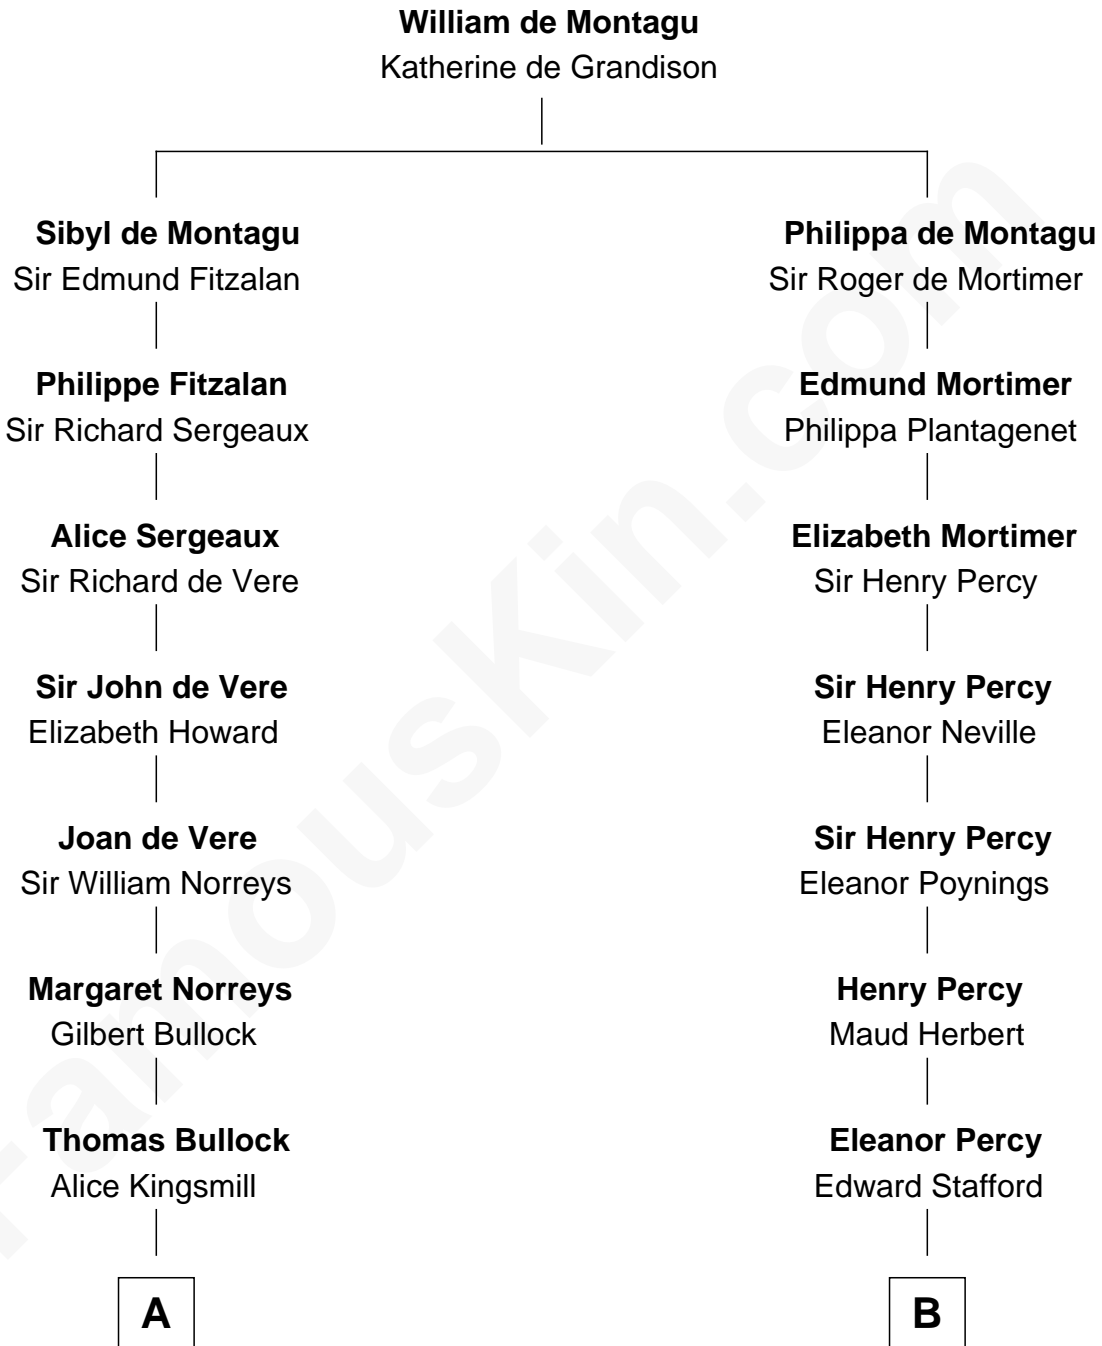 William de Montagu
Katherine de Grandison
Sibyl de Montagu
Sir Edmund Fitzalan
Philippa de Montagu
Sir Roger de Mortimer
Philippe Fitzalan
Sir Richard Sergeaux
Edmund Mortimer
Philippa Plantagenet
Alice Sergeaux
Sir Richard de Vere
Elizabeth Mortimer
Sir Henry Percy
Sir John de Vere
Elizabeth Howard
Sir Henry Percy
Eleanor Neville
Joan de Vere
Sir William Norreys
Sir Henry Percy
Eleanor Poynings
Margaret Norreys
Gilbert Bullock
Henry Percy
Maud Herbert
Thomas Bullock
Alice Kingsmill
Eleanor Percy
Edward Stafford
A
B
FamousKin.com